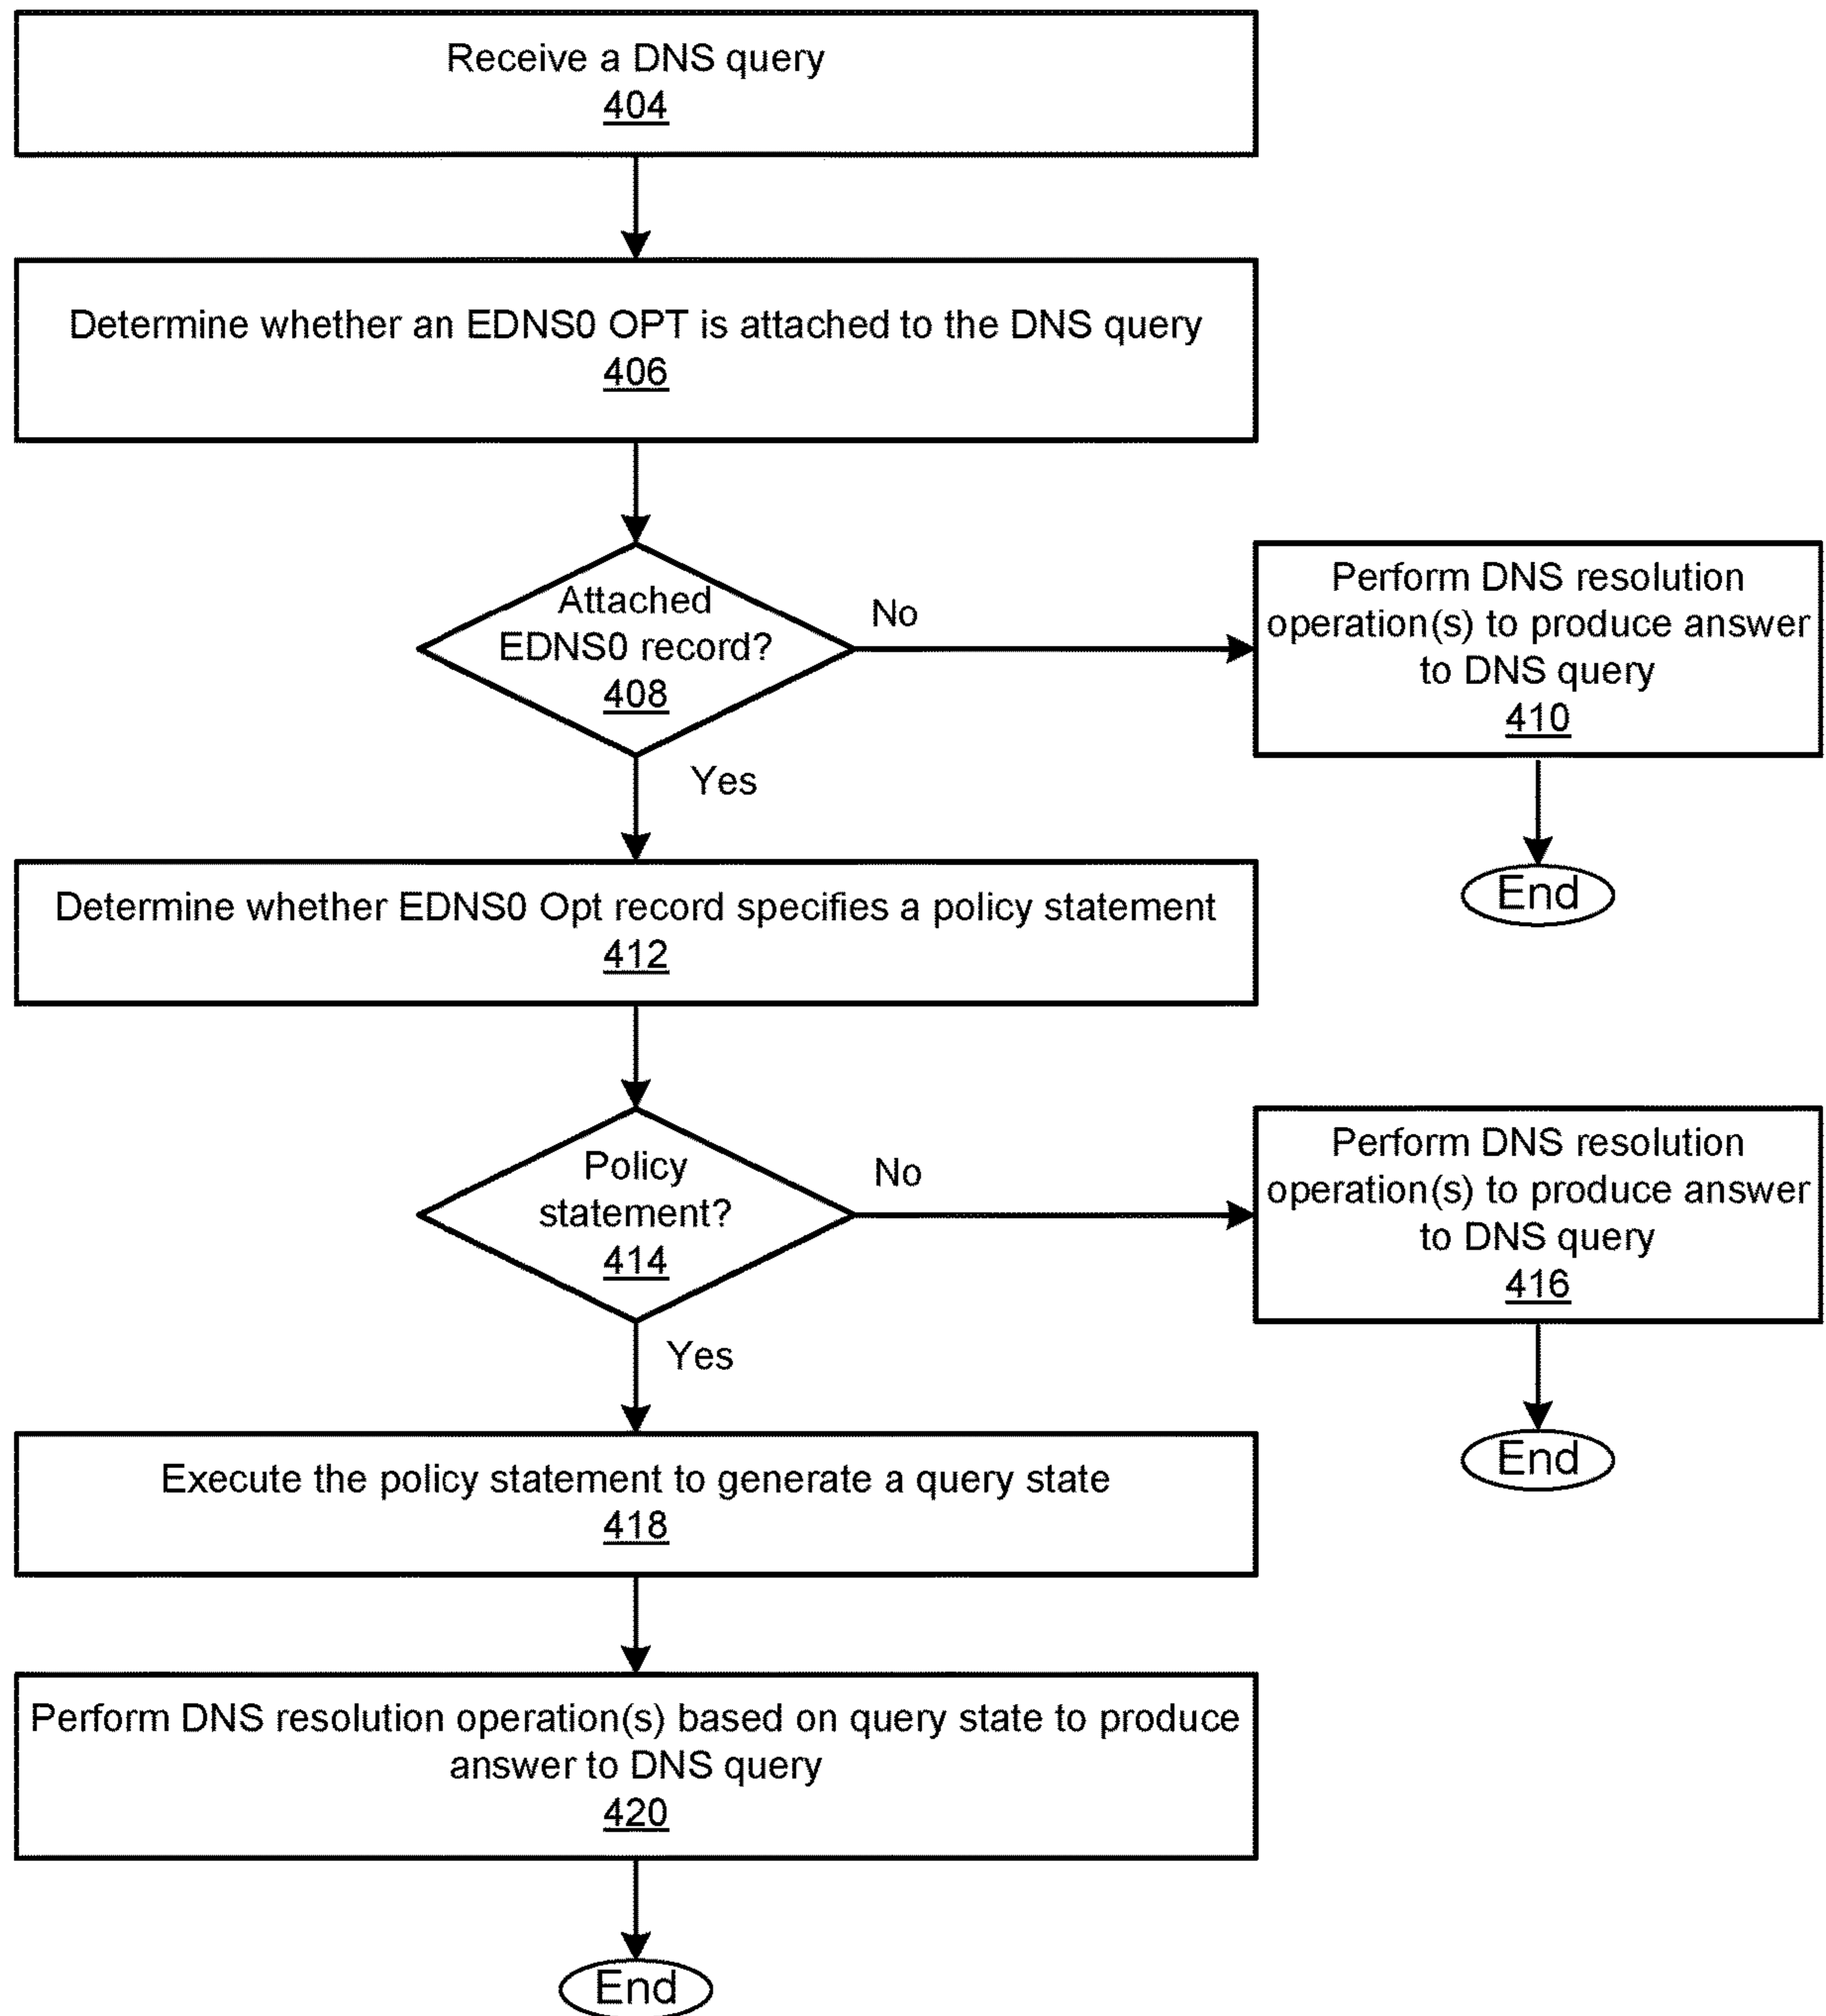 Receive a DNS query
404
Determine whether an EDNS0 OPT is attached to the DNS query
406
Attached
EDNS0 record?
408
No
Perform DNS resolution
operation(s) to produce answer
to DNS query
410
End
Yes
Determine whether EDNS0 Opt record specifies a policy statement
412
Policy
statement?
414
No
Perform DNS resolution
operation(s) to produce answer
to DNS query
416
End
Yes
Execute the policy statement to generate a query state
418
Perform DNS resolution operation(s) based on query state to produce
answer to DNS query
420
End